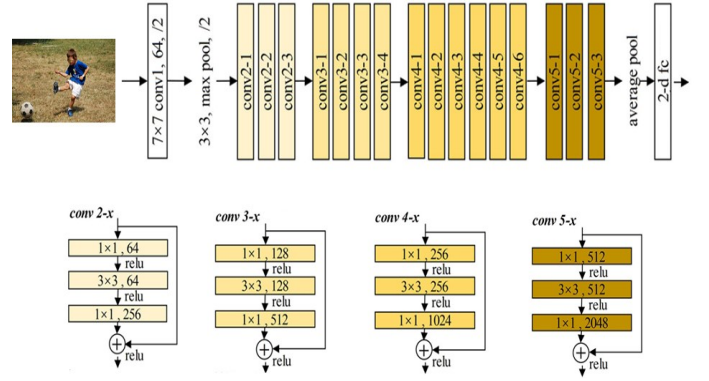 7×7 conv1, 64, /2
3×3, max pool, /2
conv2-1
conv2-2
conv2-3
conv3-1
conv3-2
conv3-3
conv3-4
conv4-1
conv4-2
conv4-3
conv4-4
conv4-5
conv4-6
conv5-1
conv5-2
conv5-3
average pool
2-d fc
conv 2-x
1×1 , 64
relu
3×3 , 64
relu
1×1 , 256
relu
conv 3-x
1×1 , 128
relu
3×3 , 128
relu
1×1 , 512
relu
conv 4-x
1×1 , 256
relu
3×3 , 256
relu
1×1 , 1024
relu
conv 5-x
1×1 , 512
relu
3×3 , 512
relu
1×1 , 2048
relu